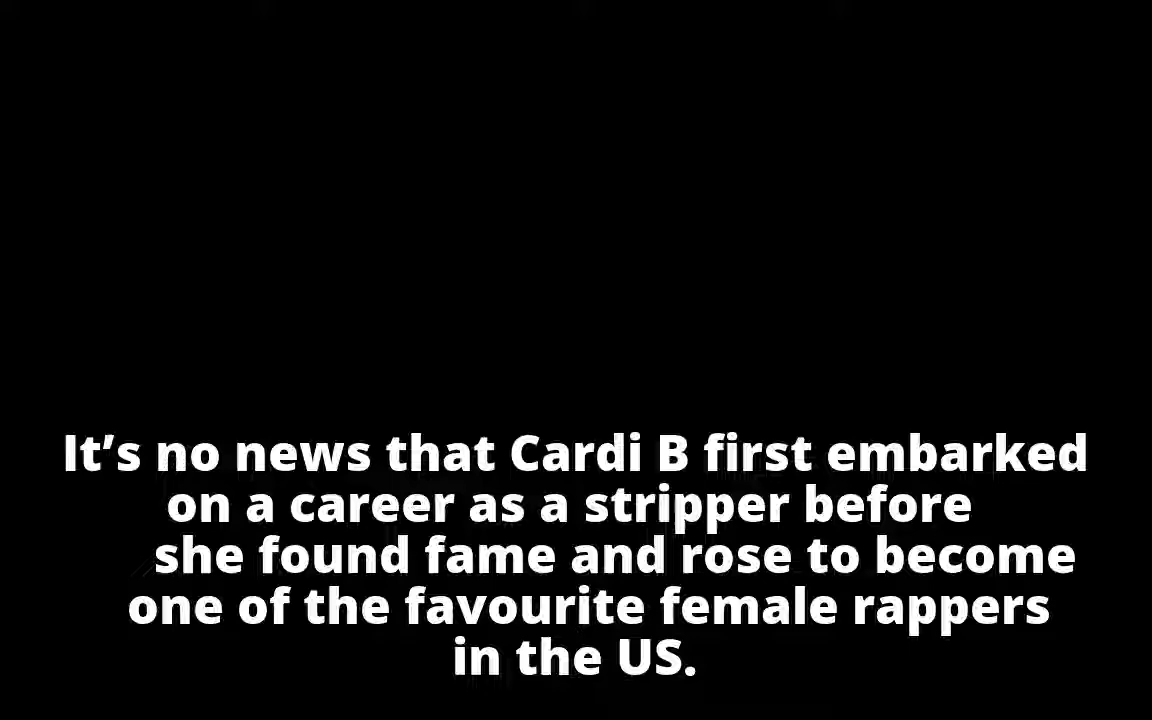 It’s no news that Cardi B first embarked
on a career as a stripper before
she found fame and rose to become
one of the favourite female rappers
in the US.